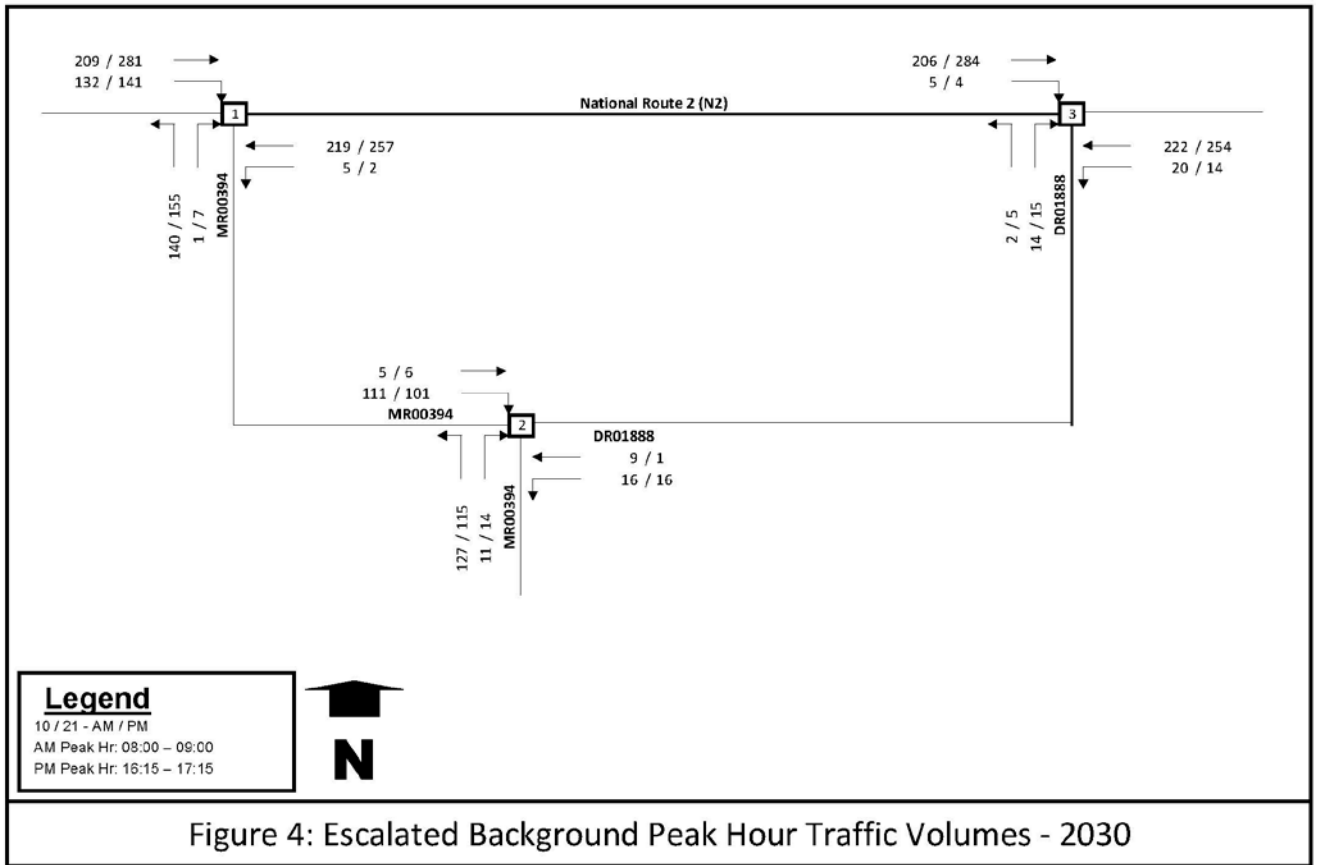 209 / 281
132 / 141
206 / 284
5 / 4
National Route 2 (N2)
1
3
219 / 257
5 / 2
222 / 254
20 / 14
140 / 155
1 / 7
MR00394
2 / 5
14 / 15
DR01888
5 / 6
111 / 101
MR00394
2
DR01888
9 / 1
16 / 16
127 / 115
11 / 14
MR00394
Legend
10 / 21 - AM / PM
AM Peak Hr: 08:00 – 09:00
PM Peak Hr: 16:15 – 17:15
N
Figure 4: Escalated Background Peak Hour Traffic Volumes - 2030